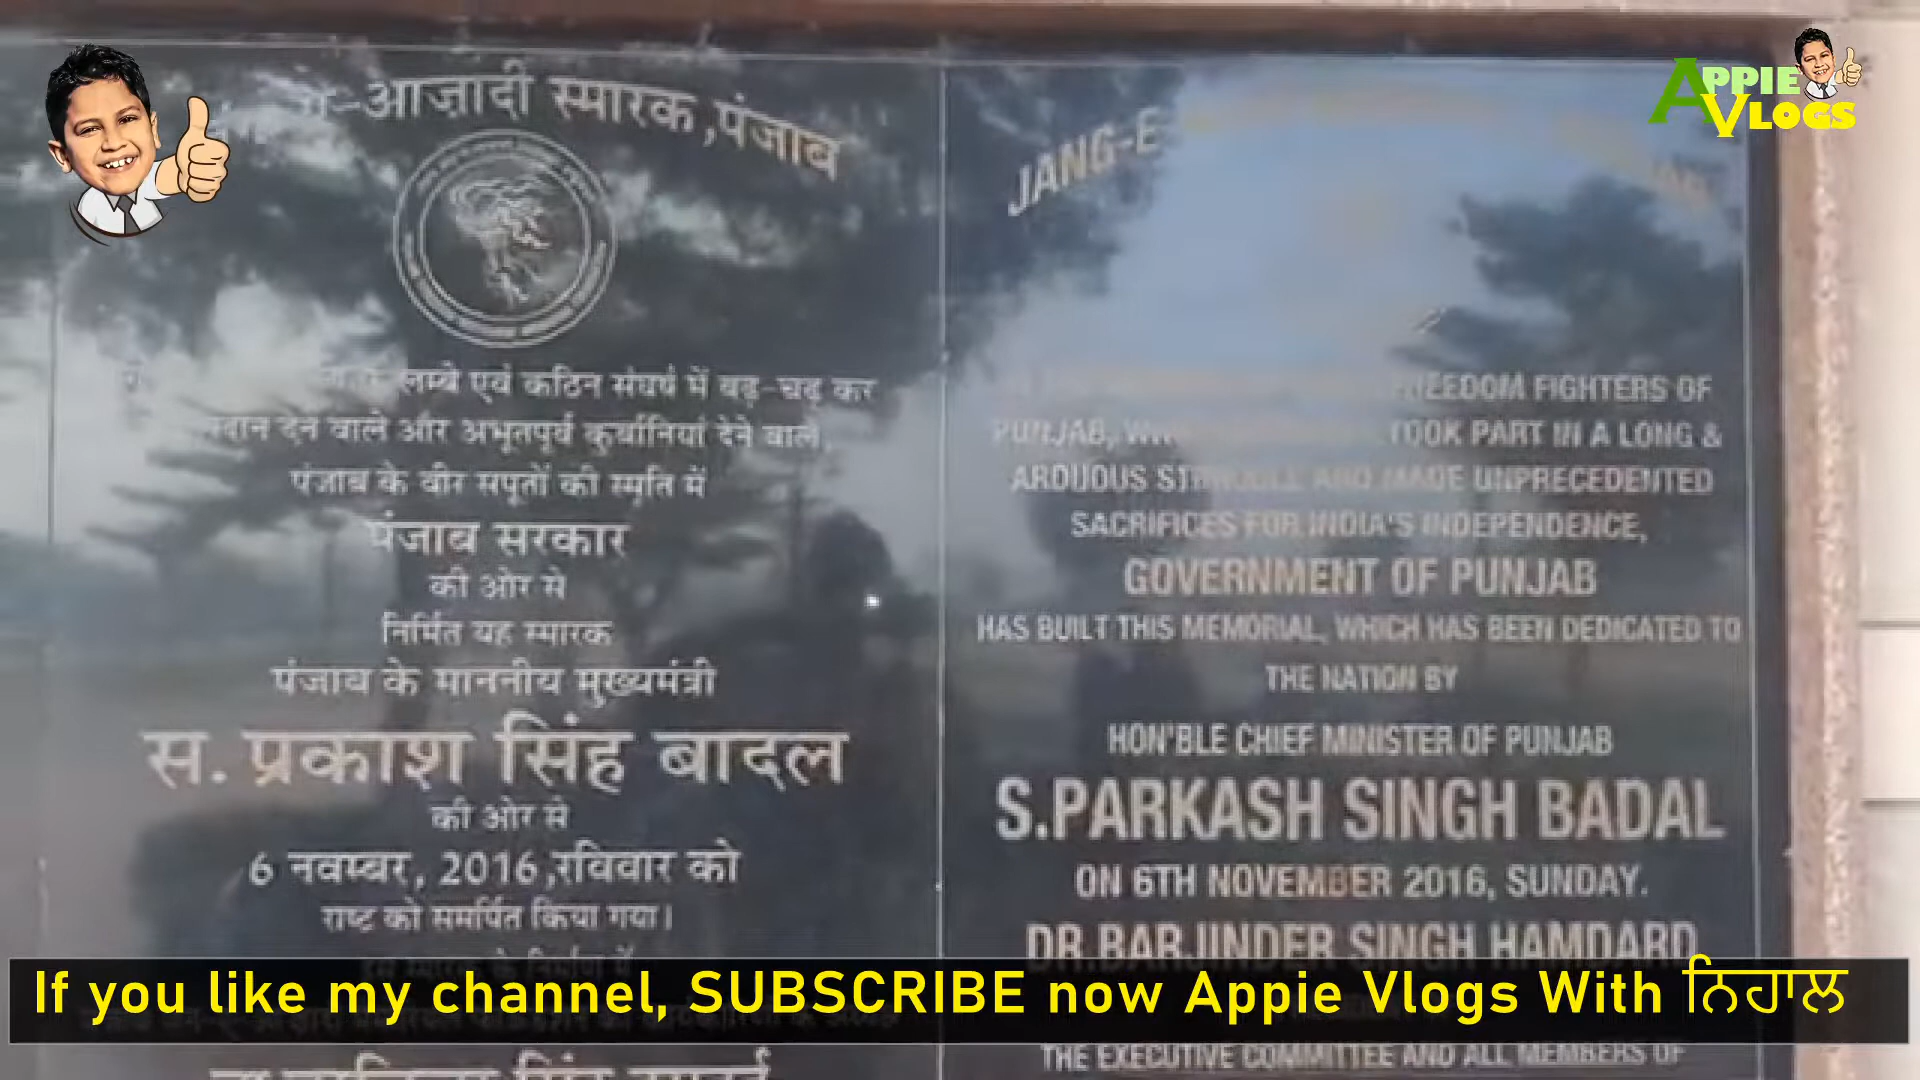 आज़ादी स्मारक, पंजाब
लम्बे एवं कठिन संघर्ष में बढ़-चढ़ कर
देन वाले और अभूतपूर्व कुर्बानियां देने वाले,
पंजाब के वीर सपूतों की स्मृति में
पंजाब सरकार
की ओर से
निर्मित यह स्मारक
पंजाब के माननीय मुख्यमंत्री
स. प्रकाश सिंह बादल
की ओर से
6 नवम्बर, 2016, रविवार को
राष्ट को समर्पित किया गया।
JANG-E
FREEDOM FIGHTERS OF
PUNJAB, TOOK PART IN A LONG &
ARDUOUS STRUGGLE AND MADE UNPRECEDENTED
SACRIFICES FOR INDIA'S INDEPENDENCE,
GOVERNMENT OF PUNJAB
HAS BUILT THIS MEMORIAL, WHICH HAS BEEN DEDICATED TO
THE NATION BY
HON'BLE CHIEF MINISTER OF PUNJAB
S.PARKASH SINGH BADAL
ON 6TH NOVEMBER 2016, SUNDAY.
DR.BARJINDER SINGH HAMDARD
THE EXECUTIVE COMMITTEE AND ALL MEMBERS OF
APPIE
VLOGS
If you like my channel, SUBSCRIBE now Appie Vlogs With ਨਿਹਾਲ